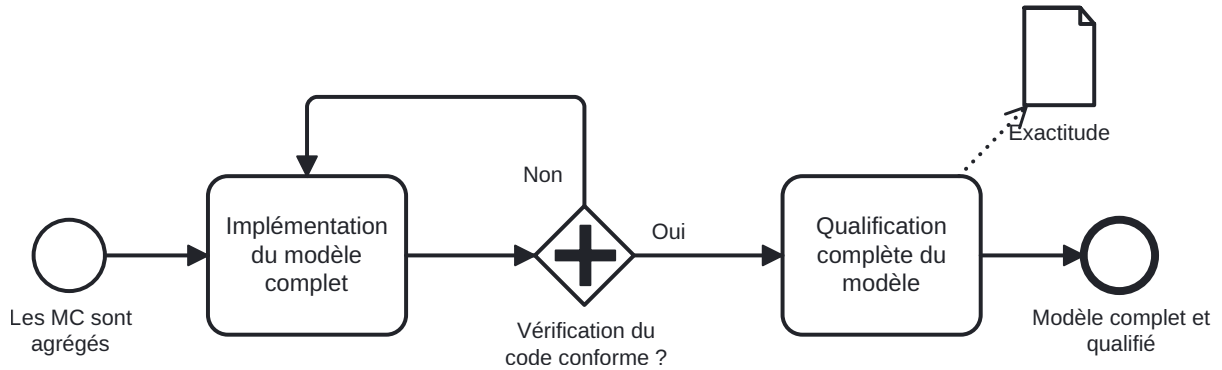 Exactitude
Non
Implémentation
du modèle
complet
Oui
Qualification
complète du
modèle
Les MC sont
agrégés
Vérification du
code conforme ?
Modèle complet et
qualifié